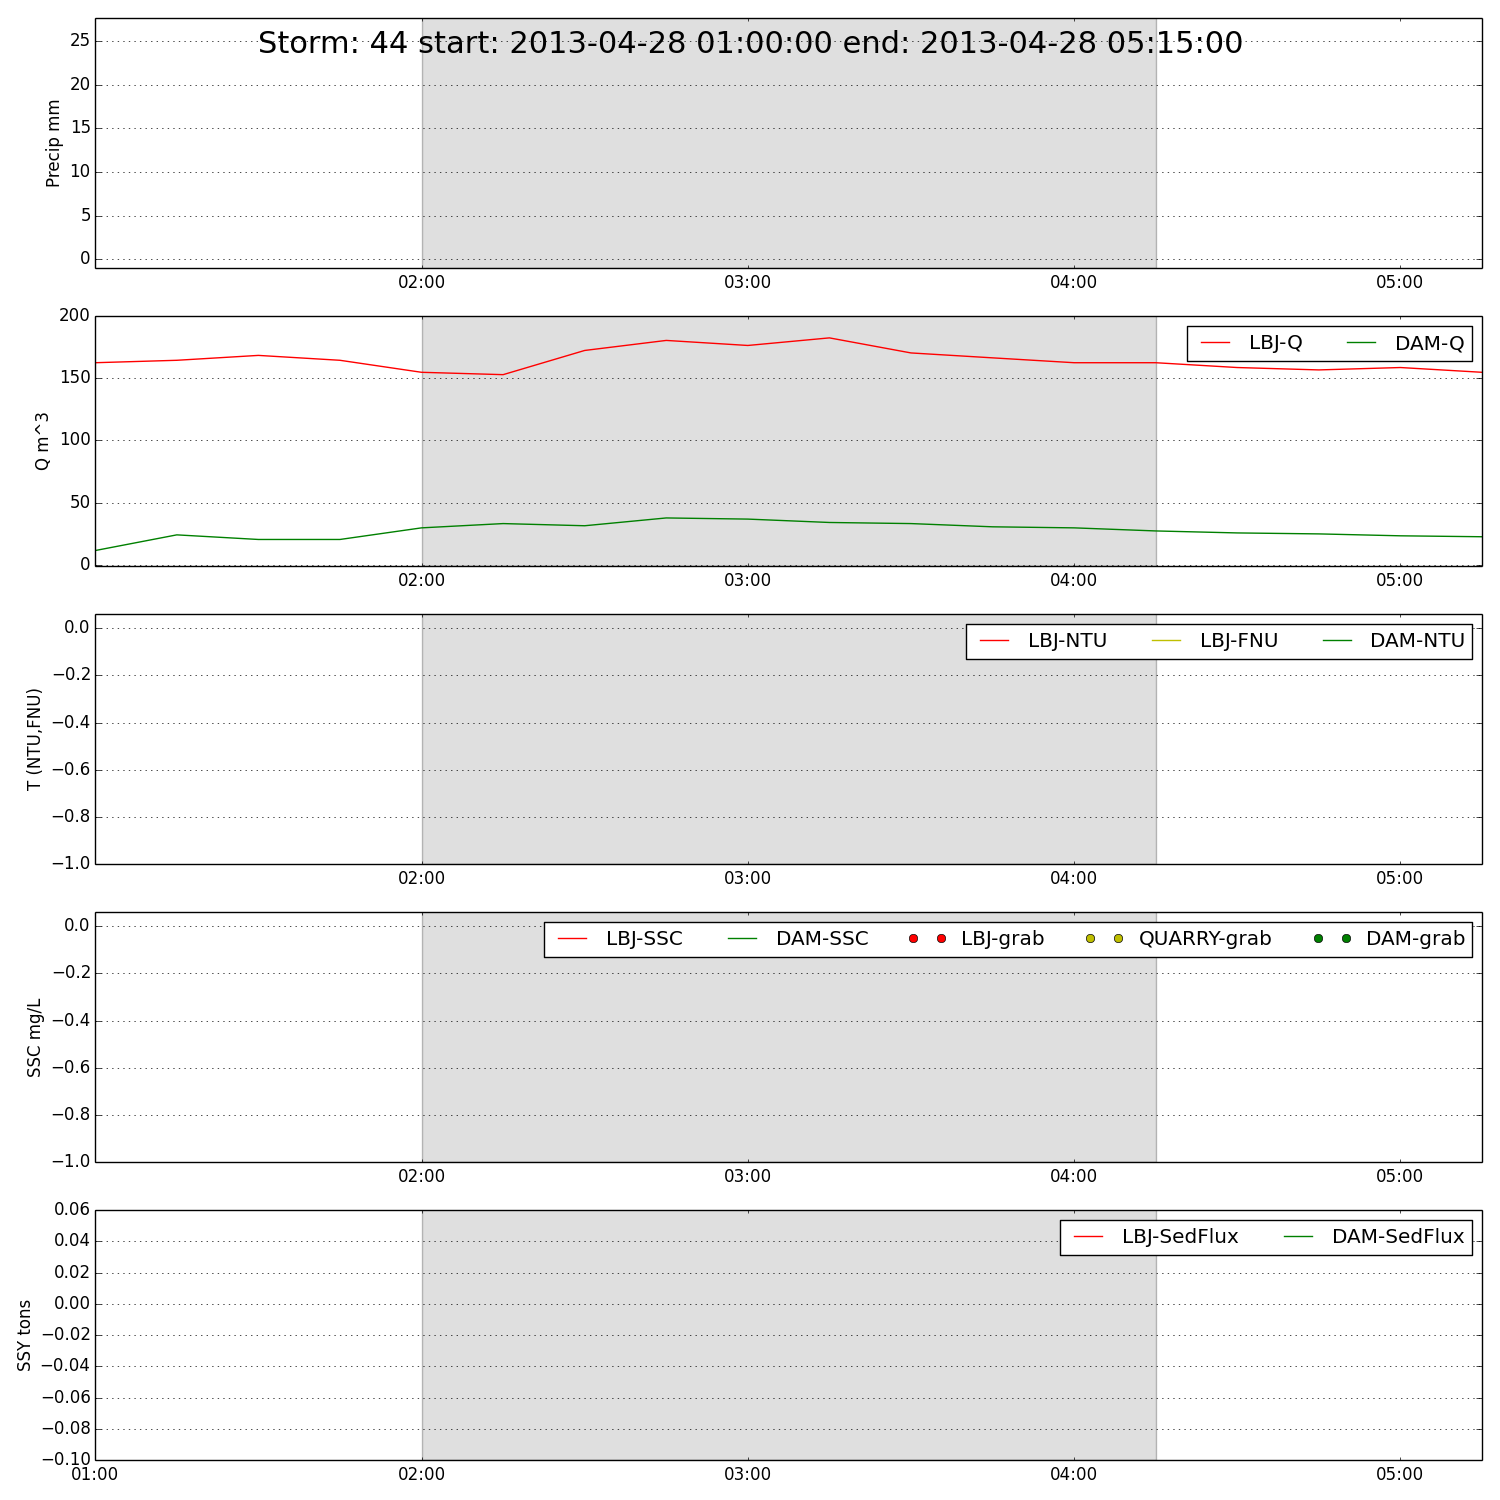 Storm: 44 start: 2013-04-28 01:00:00 end: 2013-04-28 05:15:00
Precip mm
25
20
15
10
5
0
02:00 03:00 04:00 05:00
Q m^3
200
150
100
50
0
LBJ-Q DAM-Q
02:00 03:00 04:00 05:00
T (NTU,FNU)
0.0
−0.2
−0.4
−0.6
−0.8
−1.0
LBJ-NTU LBJ-FNU DAM-NTU
02:00 03:00 04:00 05:00
SSC mg/L
0.0
−0.2
−0.4
−0.6
−0.8
−1.0
LBJ-SSC DAM-SSC LBJ-grab QUARRY-grab DAM-grab
02:00 03:00 04:00 05:00
SSY tons
0.06
0.04
0.02
0.00
−0.02
−0.04
−0.06
−0.08
−0.10
LBJ-SedFlux DAM-SedFlux
01:00 02:00 03:00 04:00 05:00